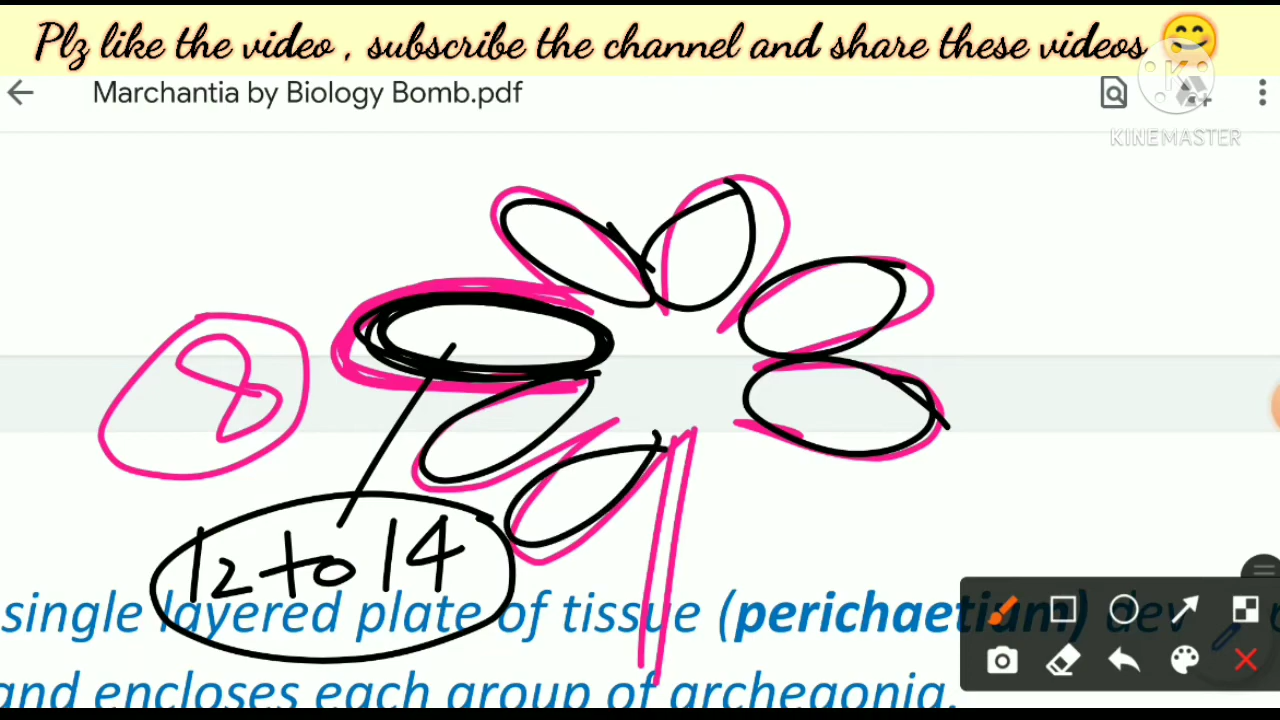 Plz like the video , subscribe the channel and share these videos 😊
Marchantia by Biology Bomb.pdf
KINEMASTER
8
12 to 14
single layered plate of tissue (perichaetium) dev
and encloses each group of archegonia.